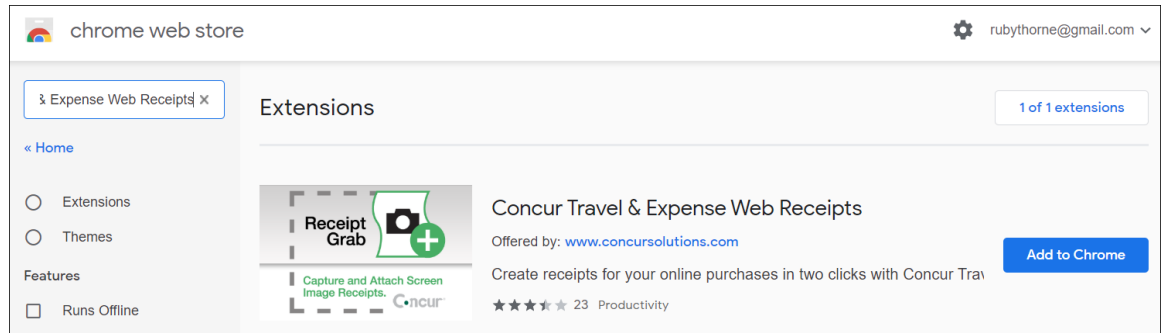 chrome web store
rubythorne@gmail.com
& Expense Web Receipts
Extensions
1 of 1 extensions
« Home
Extensions
Themes
Features
Runs Offline
Receipt
Grab
Capture and Attach Screen
Image Receipts.
Concur
Concur Travel & Expense Web Receipts
Offered by: www.concursolutions.com
Create receipts for your online purchases in two clicks with Concur Trav
23 Productivity
Add to Chrome